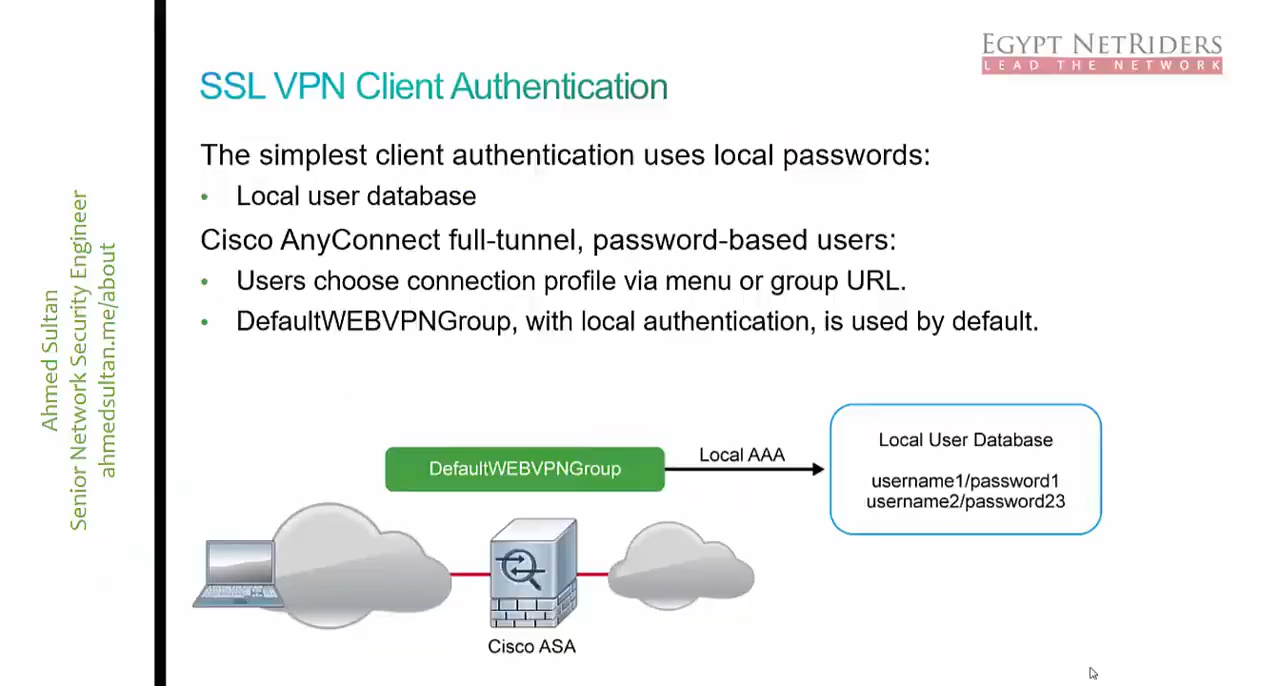 EGYPT NETRIDERS
LEAD THE NETWORK
SSL VPN Client Authentication
The simplest client authentication uses local passwords:
• Local user database
Cisco AnyConnect full-tunnel, password-based users:
• Users choose connection profile via menu or group URL.
• DefaultWEBVPNGroup, with local authentication, is used by default.
Ahmed Sultan
Senior Network Security Engineer
ahmedsultan.me/about
DefaultWEBVPNGroup
Local AAA
Local User Database
username1/password1
username2/password23
Cisco ASA